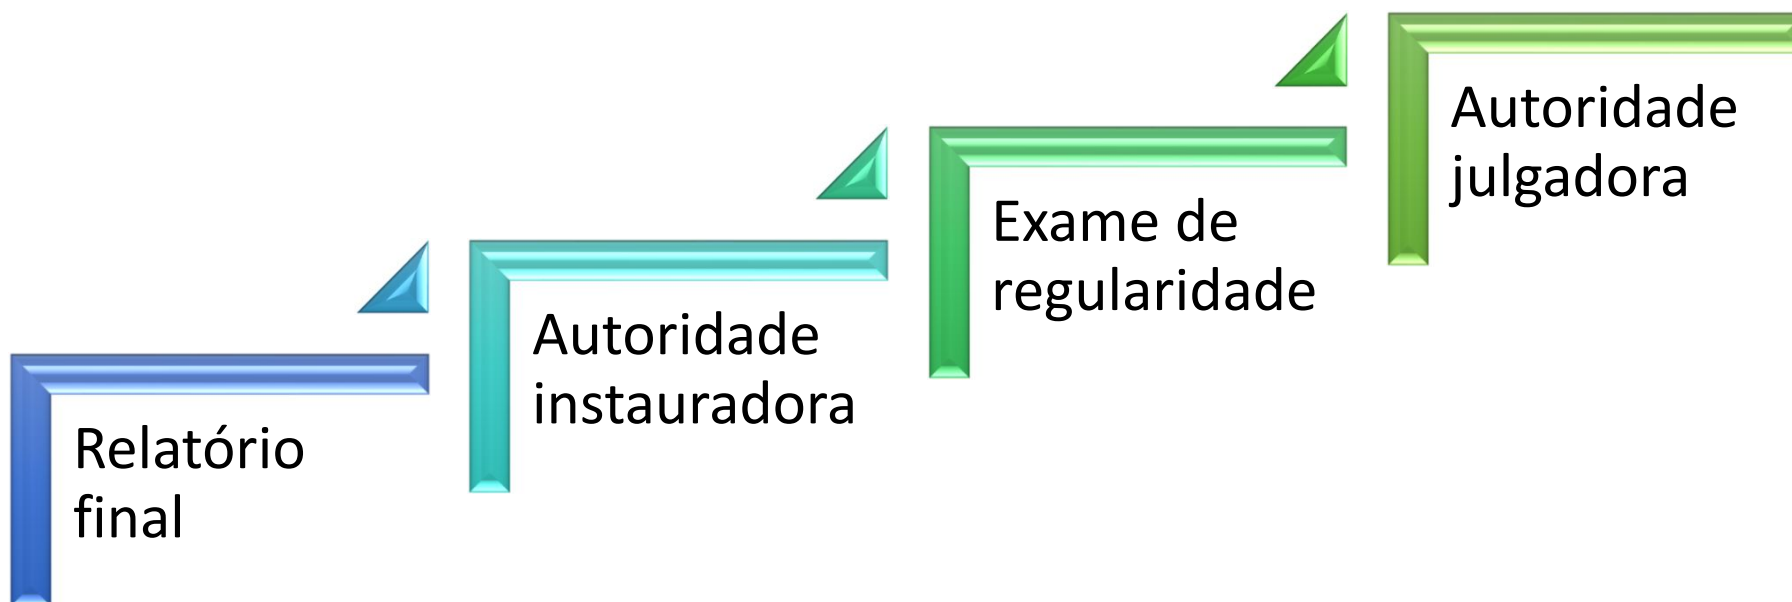 Relatório
final
Autoridade
instauradora
Exame de
regularidade
Autoridade
julgadora